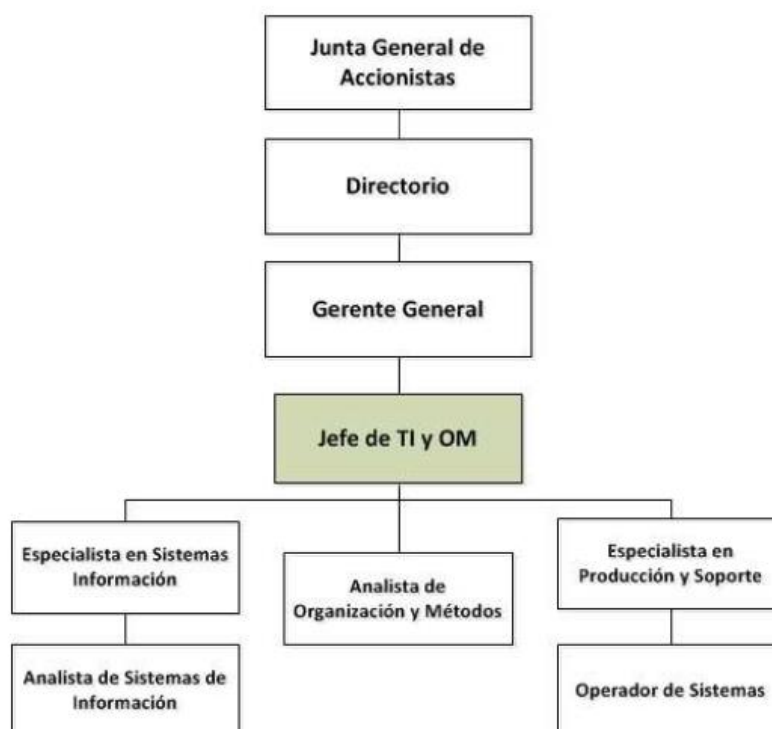 Junta General de
Accionistas
Directorio
Gerente General
Jefe de TI y OM
Especialista en Sistemas
Información
Analista de
Organización y Métodos
Especialista en
Producción y Soporte
Analista de Sistemas de
Información
Operador de Sistemas